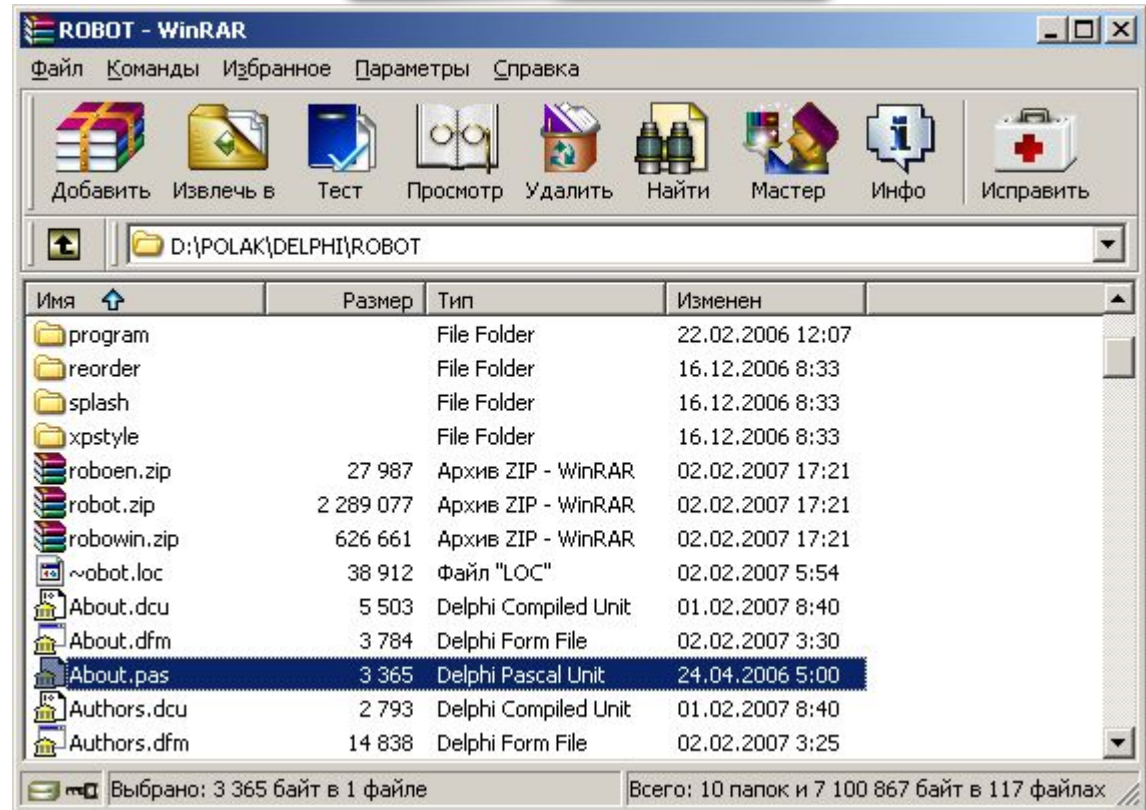 ROBOT - WinRAR
Файл Команды Избранное Параметры Справка
Добавить Извлечь в Тест Просмотр Удалить Найти Мастер Инфо Исправить
D:\POLAK\DELPHI\ROBOT
Имя Размер Тип Изменен
program File Folder 22.02.2006 12:07
reorder File Folder 16.12.2006 8:33
splash File Folder 16.12.2006 8:33
xpstyle File Folder 16.12.2006 8:33
roboen.zip 27 987 Архив ZIP - WinRAR 02.02.2007 17:21
robot.zip 2 289 077 Архив ZIP - WinRAR 02.02.2007 17:21
robowin.zip 626 661 Архив ZIP - WinRAR 02.02.2007 17:21
~obot.loc 38 912 Файл "LOC" 02.02.2007 5:54
About.dcu 5 503 Delphi Compiled Unit 01.02.2007 8:40
About.dfm 3 784 Delphi Form File 02.02.2007 3:30
About.pas 3 365 Delphi Pascal Unit 24.04.2006 5:00
Authors.dcu 2 793 Delphi Compiled Unit 01.02.2007 8:40
Authors.dfm 14 838 Delphi Form File 02.02.2007 3:25
Выбрано: 3 365 байт в 1 файле Всего: 10 папок и 7 100 867 байт в 117 файлах